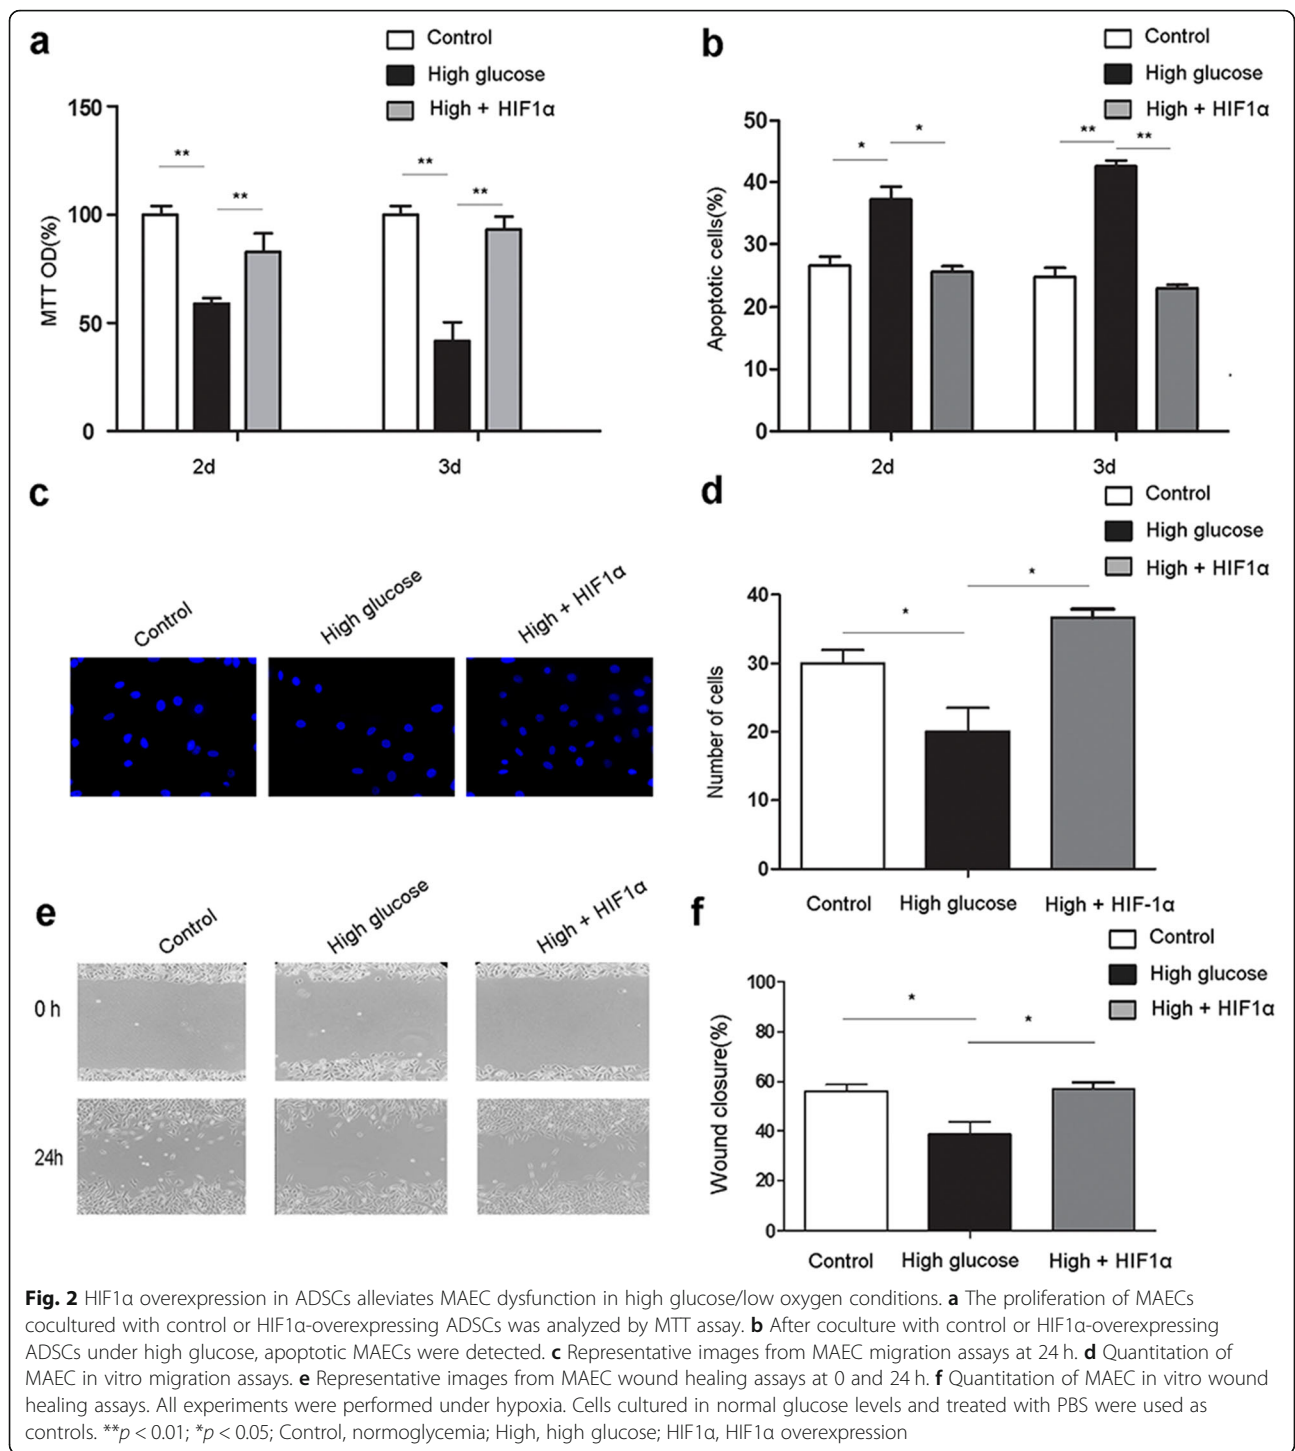 a
Control
High glucose
High + HIF1α
150
100
50
0
MTT OD(%)
**
**
**
**
2d
3d
b
Control
High glucose
High + HIF1α
50
40
30
20
10
0
Apoptotic cells(%)
*
*
**
**
2d
3d
c
Control
High glucose
High + HIF1α
d
Control
High glucose
High + HIF1α
40
30
20
10
0
Number of cells
*
*
Control
High glucose
High + HIF-1α
e
Control
High glucose
High + HIF1α
0 h
24h
f
Control
High glucose
High + HIF1α
100
80
60
40
20
0
Wound closure(%)
*
*
Control
High glucose
High + HIF1α
Fig. 2 HIF1α overexpression in ADSCs alleviates MAEC dysfunction in high glucose/low oxygen conditions. a The proliferation of MAECs
cocultured with control or HIF1α-overexpressing ADSCs was analyzed by MTT assay. b After coculture with control or HIF1α-overexpressing
ADSCs under high glucose, apoptotic MAECs were detected. c Representative images from MAEC migration assays at 24 h. d Quantitation of
MAEC in vitro migration assays. e Representative images from MAEC wound healing assays at 0 and 24 h. f Quantitation of MAEC in vitro wound
healing assays. All experiments were performed under hypoxia. Cells cultured in normal glucose levels and treated with PBS were used as
controls. **p < 0.01; *p < 0.05; Control, normoglycemia; High, high glucose; HIF1α, HIF1α overexpression